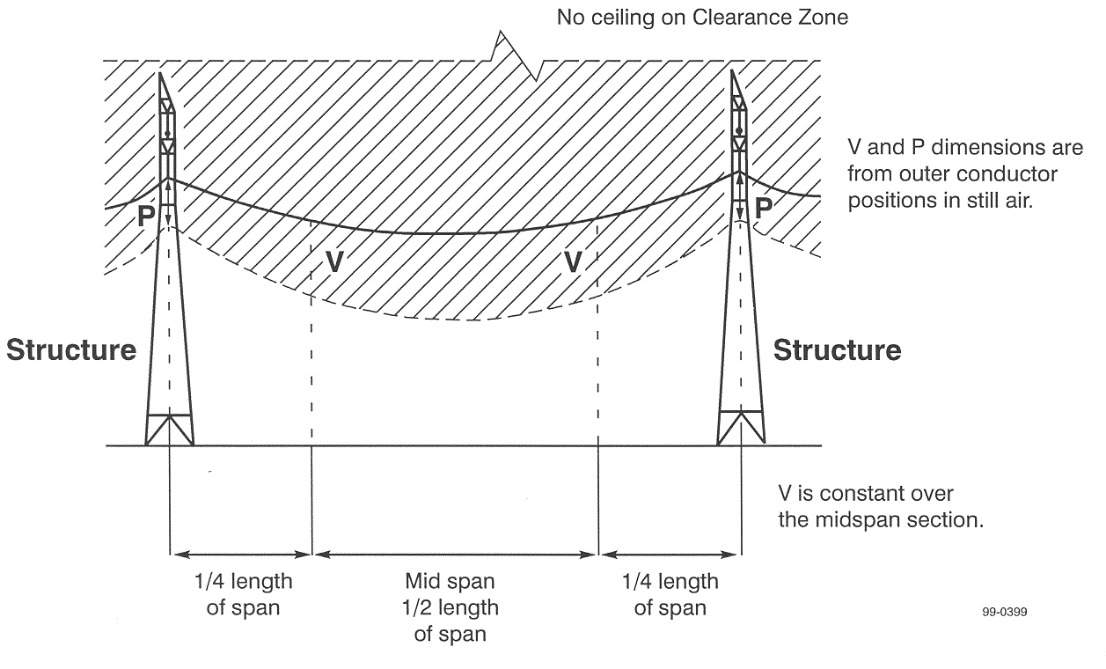 No ceiling on Clearance Zone
V and P dimensions are
from outer conductor
positions in still air.
P
P
V
V
Structure
Structure
V is constant over
the midspan section.
1/4 length
of span
Mid span
1/2 length
of span
1/4 length
of span
99-0399